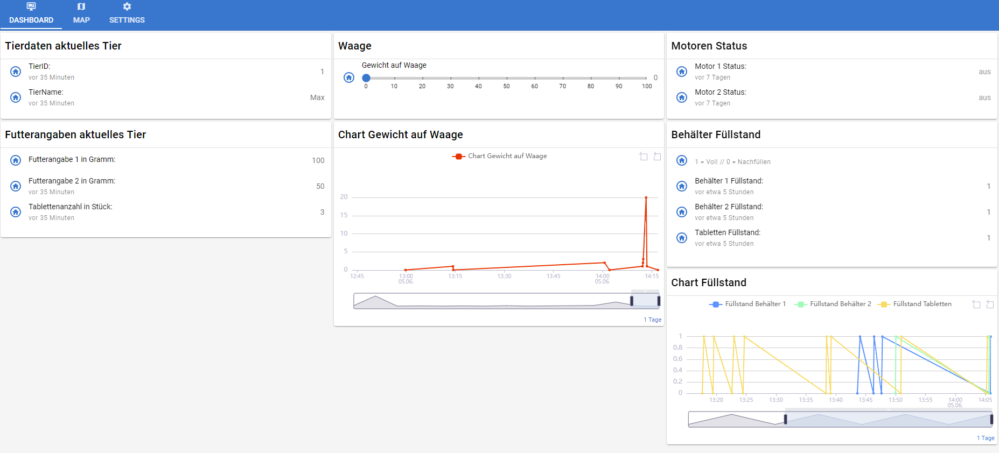 DASHBOARD
MAP
SETTINGS
Tierdaten aktuelles Tier
TierID:
vor 35 Minuten
1
TierName:
vor 35 Minuten
Max
Waage
Gewicht auf Waage
0
0 10 20 30 40 50 60 70 80 90 100
Motoren Status
Motor 1 Status:
vor 7 Tagen
aus
Motor 2 Status:
vor 7 Tagen
aus
Futterangaben aktuelles Tier
Futterangabe 1 in Gramm:
100
Futterangabe 2 in Gramm:
vor 35 Minuten
50
Tablettenanzahl in Stück:
vor 35 Minuten
3
Chart Gewicht auf Waage
Chart Gewicht auf Waage
20
15
10
5
0
12:45 13:00 13:15 13:30 13:45 14:00 14:15
05.06. 05.06.
1 Tage
Behälter Füllstand
1 = Voll // 0 = Nachfüllen
Behälter 1 Füllstand:
vor etwa 5 Stunden
1
Behälter 2 Füllstand:
vor etwa 5 Stunden
1
Tabletten Füllstand:
vor etwa 5 Stunden
1
Chart Füllstand
Füllstand Behälter 1 Füllstand Behälter 2 Füllstand Tabletten
1
0.8
0.6
0.4
0.2
0
13:20 13:25 13:30 13:35 13:40 13:45 13:50 13:55 14:00 14:05
05.06.
1 Tage